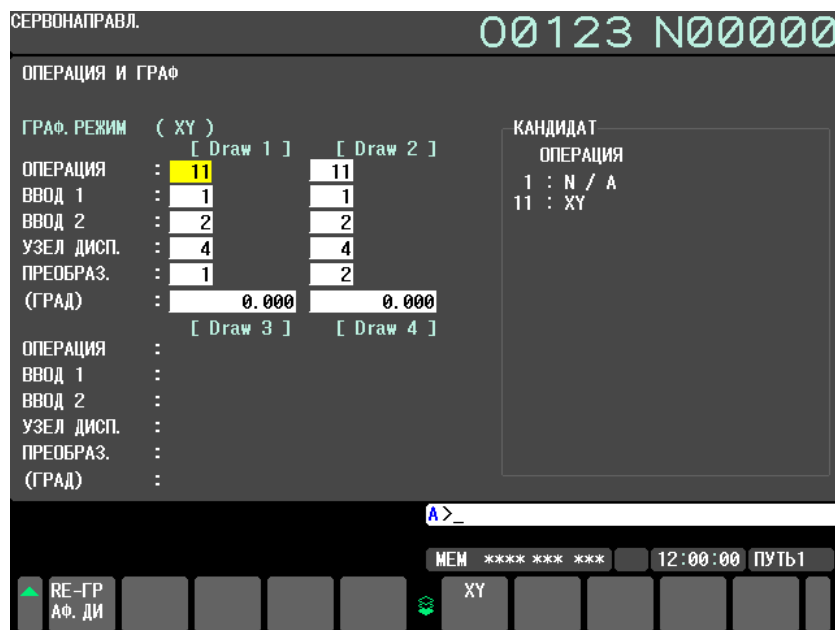 СЕРВОНАПРАВЛ. O0123 N00000
ОПЕРАЦИЯ И ГРАФ
ГРАФ. РЕЖИМ ( XY )
[ Draw 1 ] [ Draw 2 ]
ОПЕРАЦИЯ : 11 11
ВВОД 1 : 1 1
ВВОД 2 : 2 2
УЗЕЛ ДИСП. : 4 4
ПРЕОБРАЗ. : 1 2
(ГРАД) : 0.000 0.000
[ Draw 3 ] [ Draw 4 ]
ОПЕРАЦИЯ :
ВВОД 1 :
ВВОД 2 :
УЗЕЛ ДИСП. :
ПРЕОБРАЗ. :
(ГРАД) :
КАНДИДАТ
ОПЕРАЦИЯ
1 : N / A
11 : XY
A>_
MEM **** *** *** 12:00:00 ПУТЬ1
RE-ГР
АФ. ДИ
XY